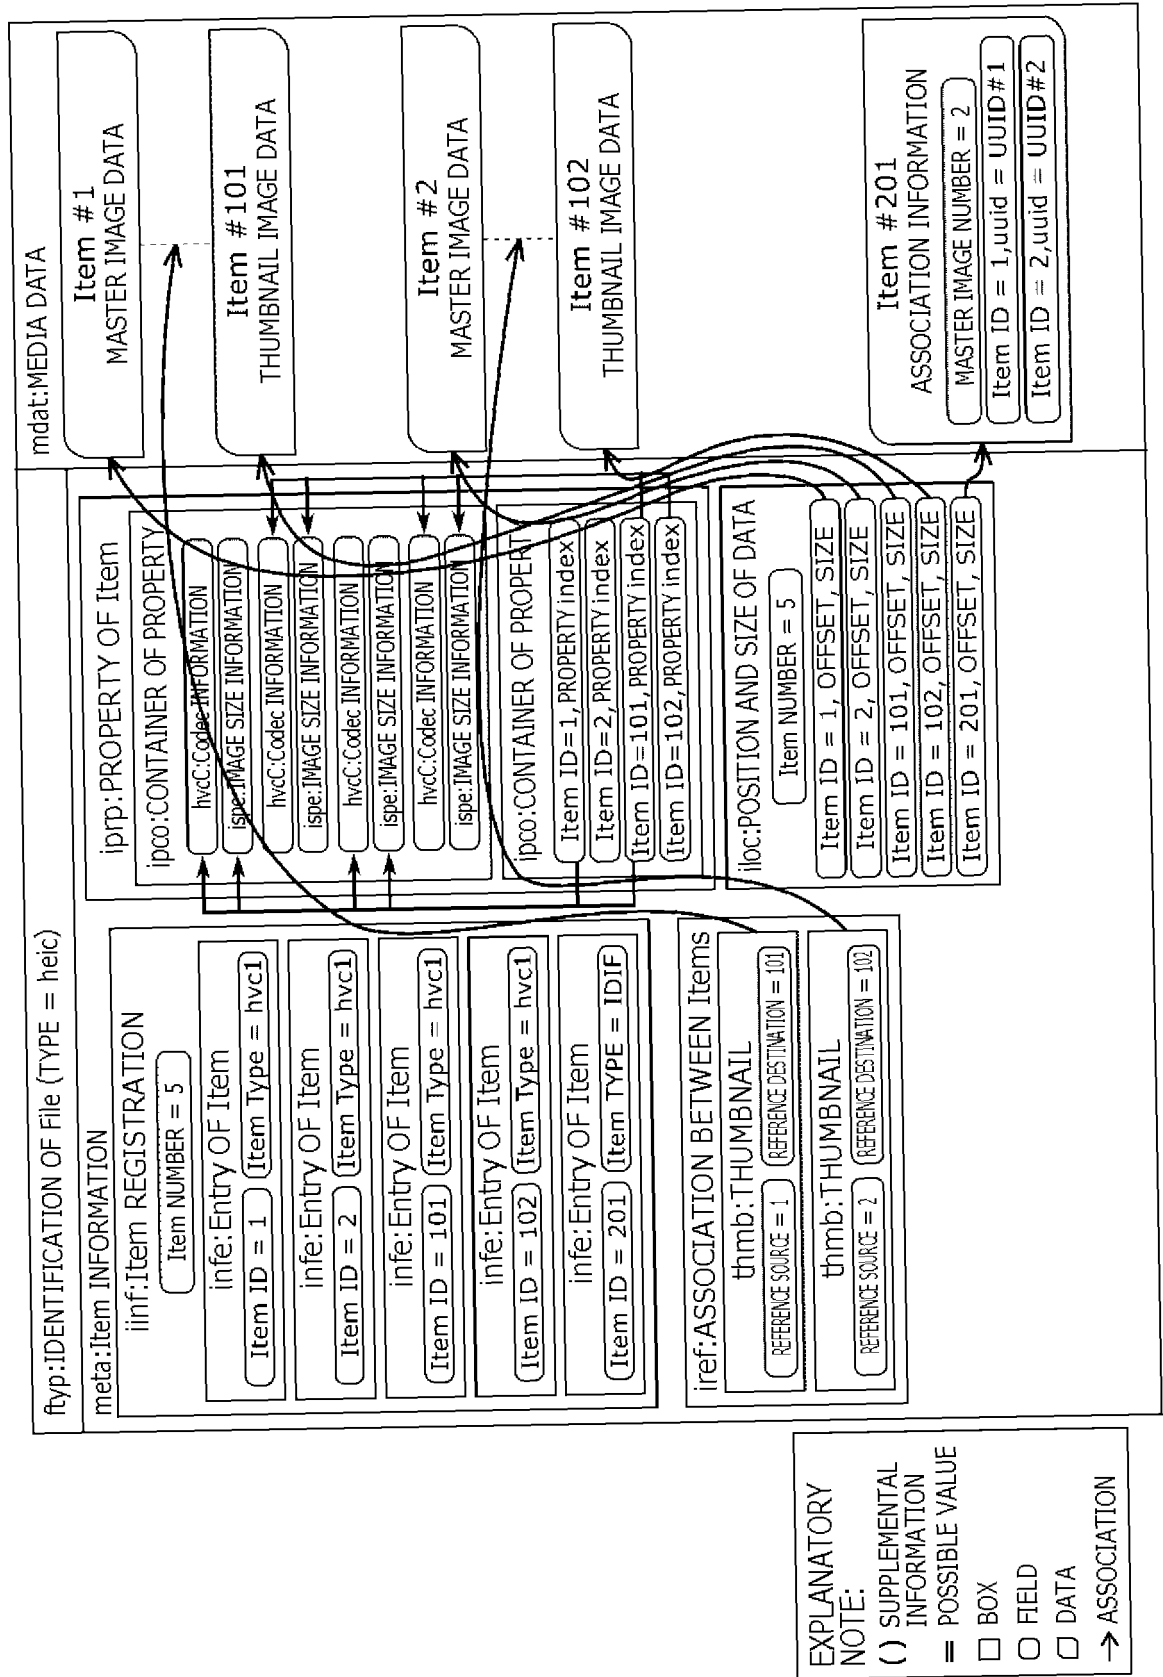 ftyp:IDENTIFICATION OF File (TYPE = heic)
meta:Item INFORMATION
iinf:Item REGISTRATION
Item NUMBER = 5
infe:Entry OF Item
Item ID = 1
Item Type = hvc1
infe:Entry OF Item
Item ID = 2
Item Type = hvc1
infe:Entry OF Item
Item ID = 101
Item Type = hvc1
infe:Entry OF Item
Item ID = 102
Item Type = hvc1
infe:Entry OF Item
Item ID = 201
Item TYPE = IDIF
iref:ASSOCIATION BETWEEN Items
thmb:THUMBNAIL
REFERENCE SOURCE = 1
REFERENCE DESTINATION = 101
thmb:THUMBNAIL
REFERENCE SOURCE = 2
REFERENCE DESTINATION = 102
iprp:PROPERTY OF Item
ipco:CONTAINER OF PROPERTY
hvcC:Codec INFORMATION
ispe:IMAGE SIZE INFORMATION
hvcC:Codec INFORMATION
ispe:IMAGE SIZE INFORMATION
hvcC:Codec INFORMATION
ispe:IMAGE SIZE INFORMATION
hvcC:Codec INFORMATION
ispe:IMAGE SIZE INFORMATION
ipco:CONTAINER OF PROPERT
Item ID=1,PROPERTY index
Item ID=2,PROPERTY index
Item ID=101,PROPERTY index
Item ID=102,PROPERTY index
iloc:POSITION AND SIZE OF DATA
Item NUMBER = 5
Item ID = 1, OFFSET, SIZE
Item ID = 2, OFFSET, SIZE
Item ID = 101, OFFSET, SIZE
Item ID = 102, OFFSET, SIZE
Item ID = 201, OFFSET, SIZE
mdat:MEDIA DATA
Item #1
MASTER IMAGE DATA
Item #101
THUMBNAIL IMAGE DATA
Item #2
MASTER IMAGE DATA
Item #102
THUMBNAIL IMAGE DATA
Item #201
ASSOCIATION INFORMATION
MASTER IMAGE NUMBER = 2
Item ID = 1,uuid = UUID#1
Item ID = 2,uuid = UUID#2
EXPLANATORY
NOTE:
( ) SUPPLEMENTAL
INFORMATION
= POSSIBLE VALUE
BOX
FIELD
DATA
→ ASSOCIATION